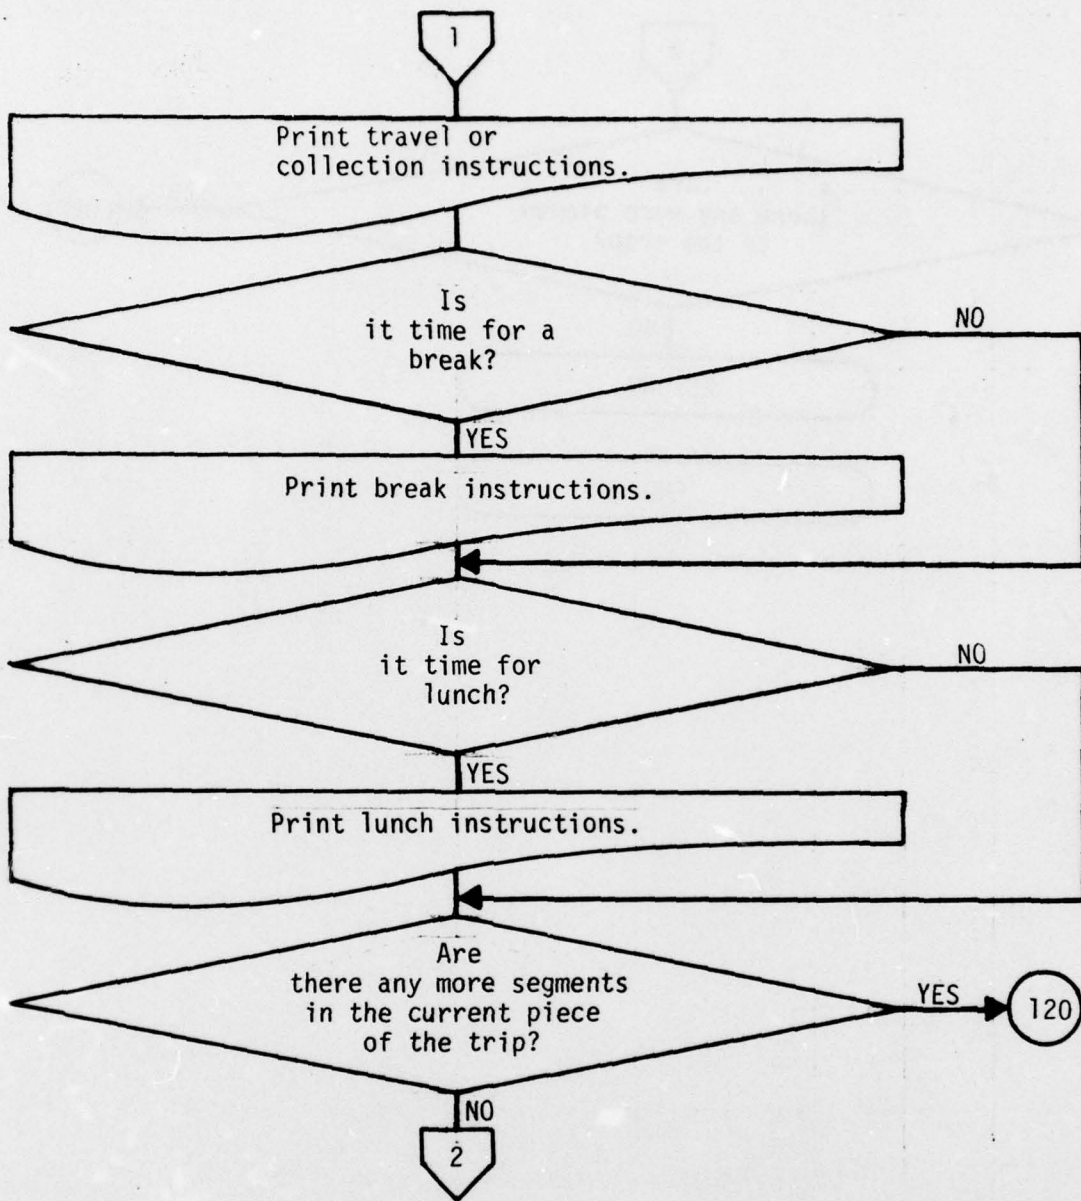 1
Print travel or
collection instructions.
Is
it time for a
break?
NO
YES
Print break instructions.
Is
it time for
lunch?
NO
YES
Print lunch instructions.
Are
there any more segments
in the current piece
of the trip?
YES
120
NO
2